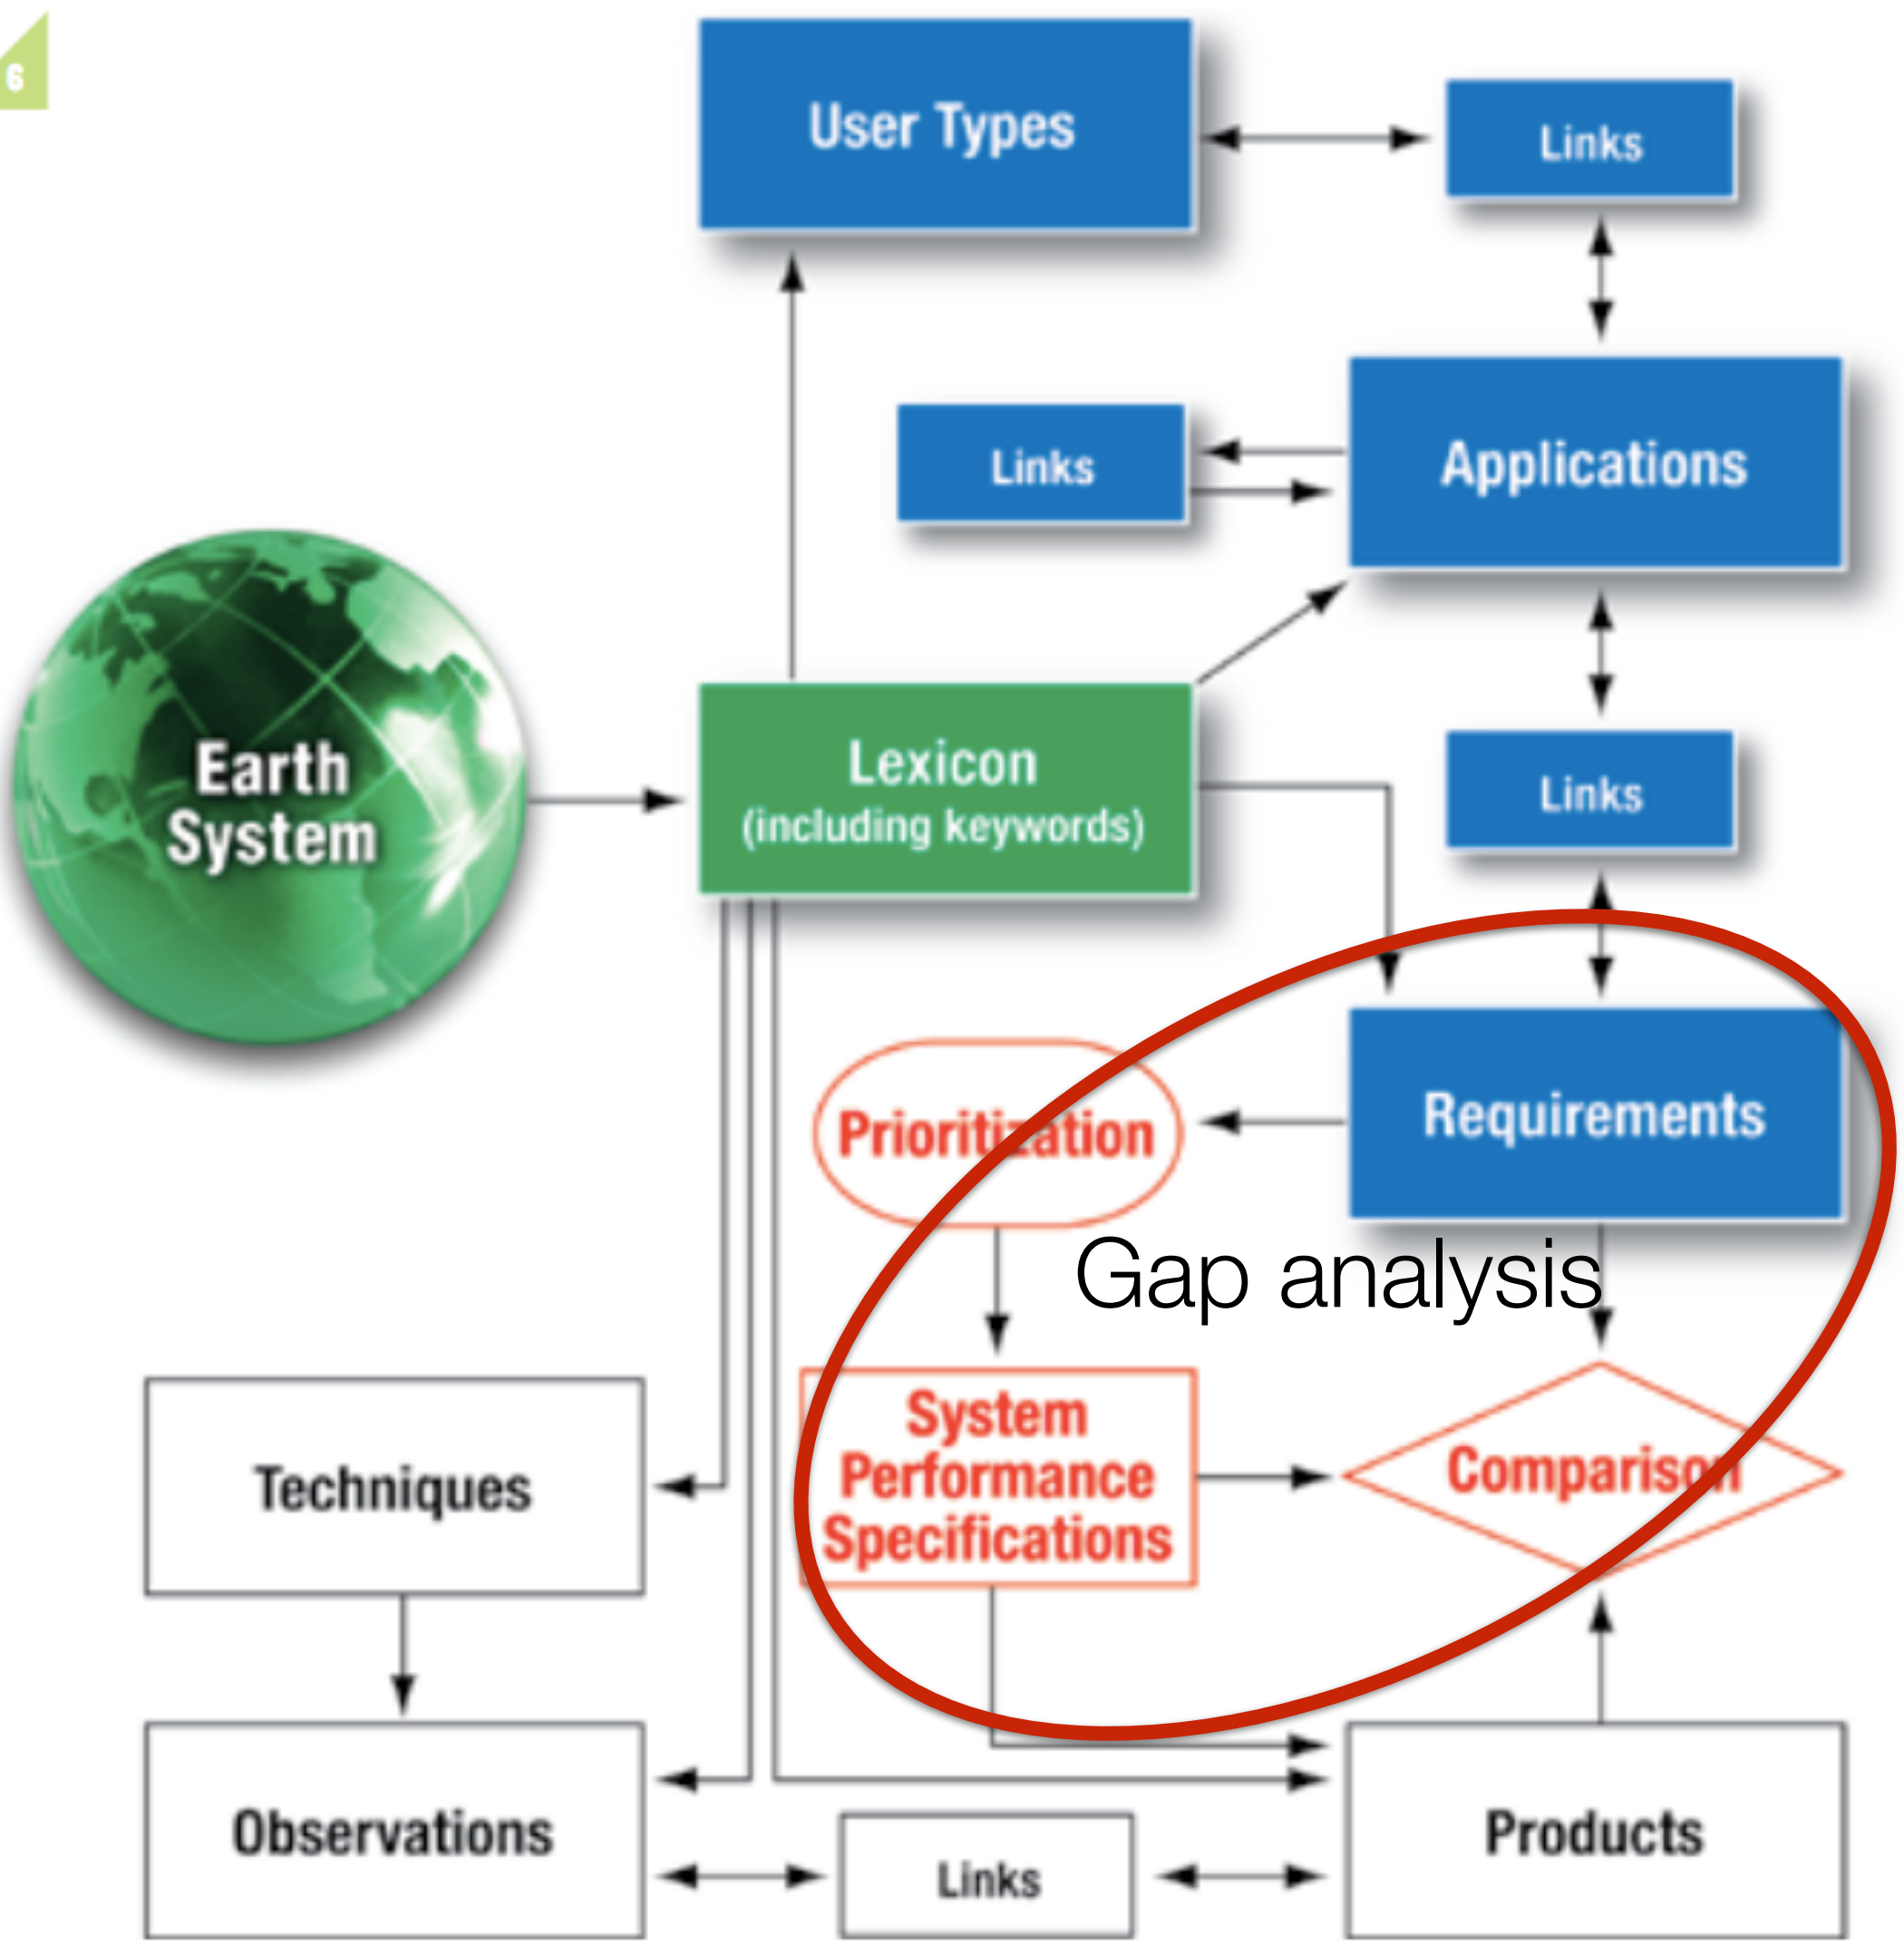 6
User Types
Links
Links
Applications
Earth
System
Lexicon
(including keywords)
Links
Prioritization
Requirements
Gap analysis
System
Performance
Specifications
Comparison
Techniques
Observations
Links
Products